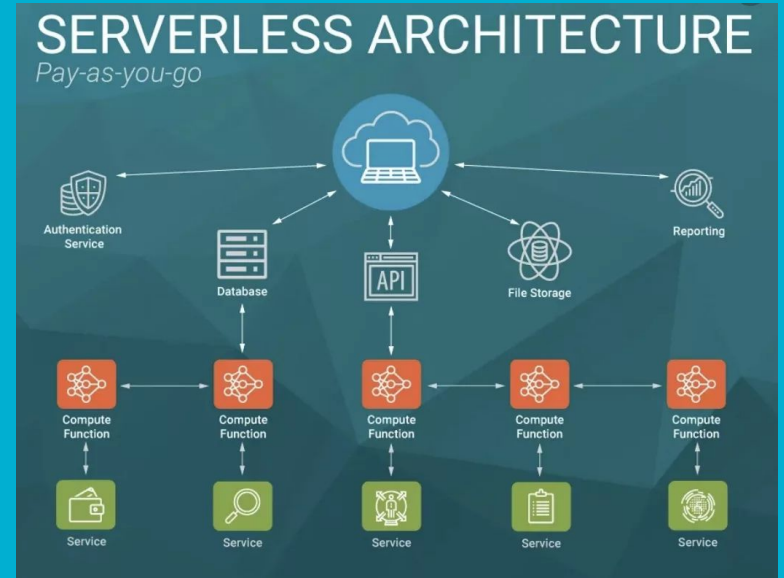 SERVERLESS ARCHITECTURE
Pay-as-you-go
Authentication
Service
Reporting
Database
API
File Storage
Compute
Function
Compute
Function
Compute
Function
Compute
Function
Compute
Function
Service
Service
Service
Service
Service